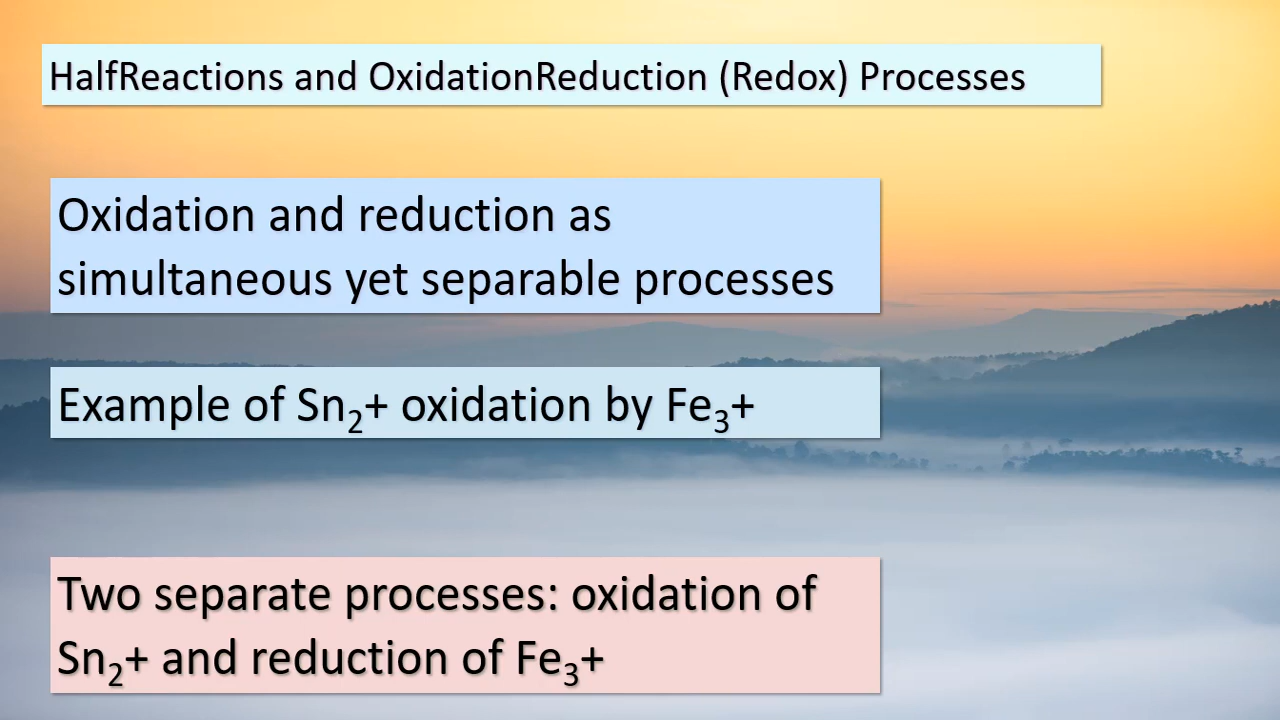 HalfReactions and OxidationReduction (Redox) Processes
Oxidation and reduction as
simultaneous yet separable processes
Example of Sn₂+ oxidation by Fe₃+
Two separate processes: oxidation of
Sn₂+ and reduction of Fe₃+